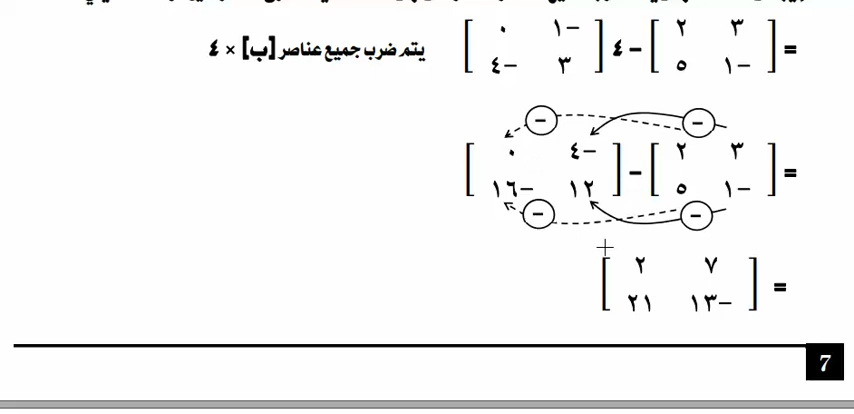 = [ ٣ ٢ ] − ٤ [ −١ ٠ ] يتم ضرب جميع عناصر [ب] × ٤
[ −١ ٥ ] [ ٣ −٤ ]
− −
= [ ٣ ٢ ] − [ −٤ ٠ ]
[ −١ ٥ ] [ ١٢ −١٦ ]
− −
= [ ٧ ٢ ]
[ −١٣ ٢١ ]
7